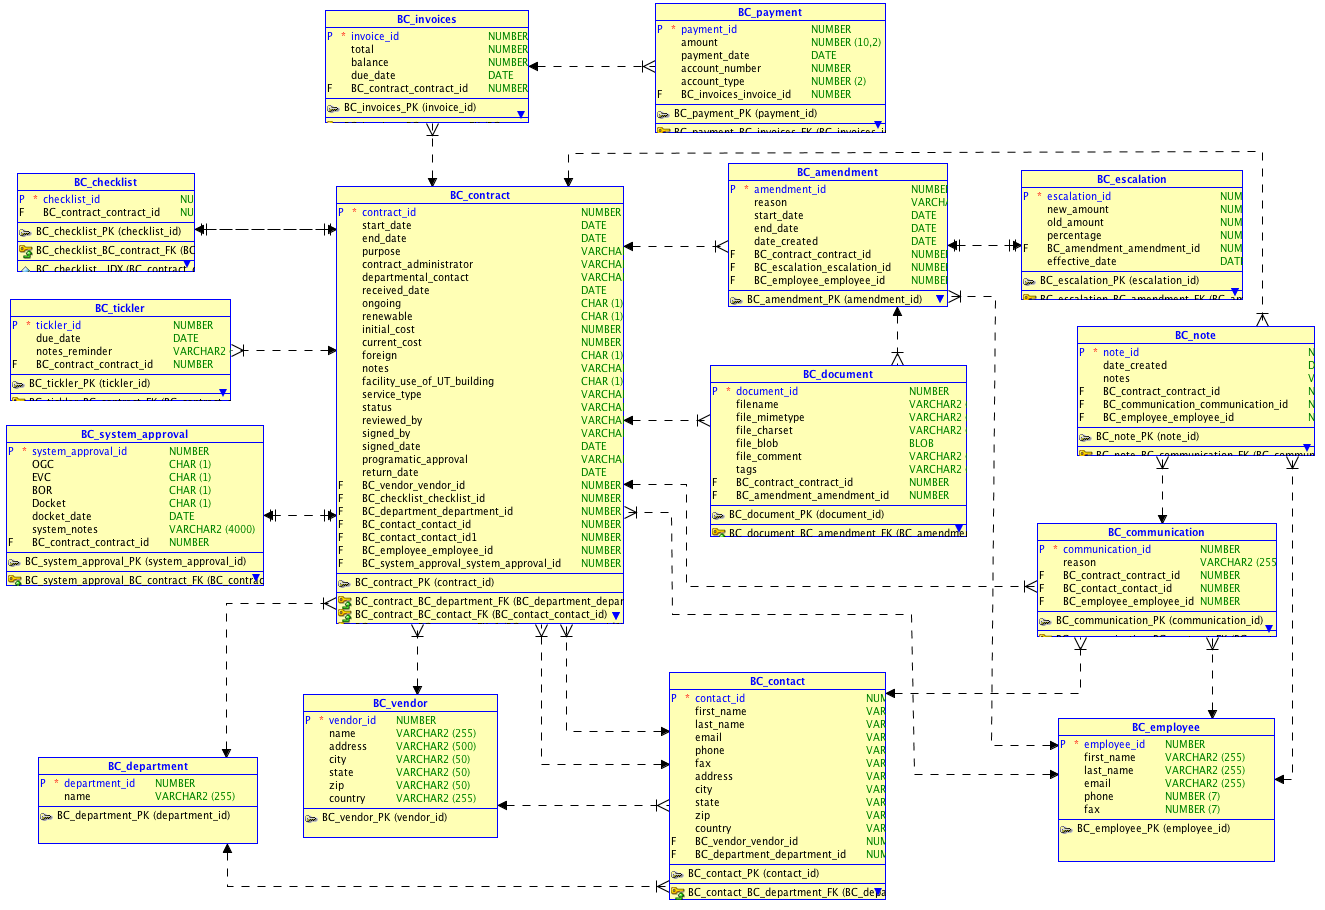 BC_invoices
P * invoice_id NUMBER
total NUMBER
balance NUMBER
due_date DATE
F BC_contract_contract_id NUMBER
BC_invoices_PK (invoice_id)
BC_payment
P * payment_id NUMBER
amount NUMBER (10,2)
payment_date DATE
account_number NUMBER
account_type NUMBER (2)
F BC_invoices_invoice_id NUMBER
BC_payment_PK (payment_id)
BC_payment_BC_invoices_FK (BC_invoices_i
BC_checklist
P * checklist_id NU
F BC_contract_contract_id NU
BC_checklist_PK (checklist_id)
BC_checklist_BC_contract_FK (BC
BC_checklist__IDX (BC_contract_
BC_contract
P * contract_id NUMBER
start_date DATE
end_date DATE
purpose VARCHA
contract_administrator VARCHA
departmental_contact VARCHA
received_date DATE
ongoing CHAR (1)
renewable CHAR (1)
initial_cost NUMBER
current_cost NUMBER
foreign CHAR (1)
notes VARCHA
facility_use_of_UT_building CHAR (1)
service_type VARCHA
status VARCHA
reviewed_by VARCHA
signed_by VARCHA
signed_date DATE
programatic_approval VARCHA
return_date DATE
F BC_vendor_vendor_id NUMBER
F BC_checklist_checklist_id NUMBER
F BC_department_department_id NUMBER
F BC_contact_contact_id NUMBER
F BC_contact_contact_id1 NUMBER
F BC_employee_employee_id NUMBER
F BC_system_approval_system_approval_id NUMBER
BC_contract_PK (contract_id)
BC_contract_BC_department_FK (BC_department_depar
BC_contract_BC_contact_FK (BC_contact_contact_id)
BC_amendment
P * amendment_id NUMBE
reason VARCH
start_date DATE
end_date DATE
date_created DATE
F BC_contract_contract_id NUMBE
F BC_escalation_escalation_id NUMBE
F BC_employee_employee_id NUMBE
BC_amendment_PK (amendment_id)
BC_escalation
P * escalation_id NUM
new_amount NUM
old_amount NUM
percentage NUM
F BC_amendment_amendment_id NUM
effective_date DATI
BC_escalation_PK (escalation_id)
BC_escalation_BC_amendment_FK (BC_am
BC_tickler
P * tickler_id NUMBER
due_date DATE
notes_reminder VARCHAR2
F BC_contract_contract_id NUMBER
BC_tickler_PK (tickler_id)
BC_tickler_BC_contract_FK (BC_contract_
BC_note
P * note_id N
date_created D
notes V
F BC_contract_contract_id N
F BC_communication_communication_id N
F BC_employee_employee_id N
BC_note_PK (note_id)
BC_note_BC_communication_FK (BC_commun
BC_document
P * document_id NUMBER
filename VARCHAR2
file_mimetype VARCHAR2
file_charset VARCHAR2
file_blob BLOB
file_comment VARCHAR2
tags VARCHAR2
F BC_contract_contract_id NUMBER
F BC_amendment_amendment_id NUMBER
BC_document_PK (document_id)
BC_document_BC_amendment_FK (BC_amendme
BC_system_approval
P * system_approval_id NUMBER
OGC CHAR (1)
EVC CHAR (1)
BOR CHAR (1)
Docket CHAR (1)
docket_date DATE
system_notes VARCHAR2 (4000)
F BC_contract_contract_id NUMBER
BC_system_approval_PK (system_approval_id)
BC_system_approval_BC_contract_FK (BC_contrac
BC_communication
P * communication_id NUMBER
reason VARCHAR2 (255
F BC_contract_contract_id NUMBER
F BC_contact_contact_id NUMBER
F BC_employee_employee_id NUMBER
BC_communication_PK (communication_id)
BC_vendor
P * vendor_id NUMBER
name VARCHAR2 (255)
address VARCHAR2 (500)
city VARCHAR2 (50)
state VARCHAR2 (50)
zip VARCHAR2 (50)
country VARCHAR2 (255)
BC_vendor_PK (vendor_id)
BC_contact
P * contact_id NUM
first_name VAR
last_name VAR
email VAR
phone VAR
fax VAR
address VAR
city VAR
state VAR
zip VAR
country VAR
F BC_vendor_vendor_id NUM
F BC_department_department_id NUM
BC_contact_PK (contact_id)
BC_contact_BC_department_FK (BC_depa
BC_employee
P * employee_id NUMBER
first_name VARCHAR2 (255)
last_name VARCHAR2 (255)
email VARCHAR2 (255)
phone NUMBER (7)
fax NUMBER (7)
BC_employee_PK (employee_id)
BC_department
P * department_id NUMBER
name VARCHAR2 (255)
BC_department_PK (department_id)